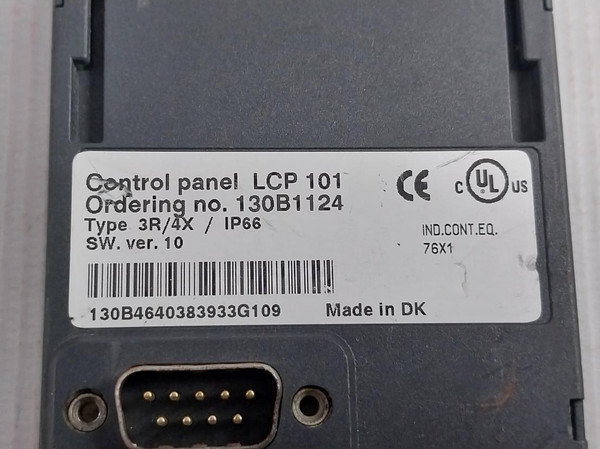 Control panel LCP 101
Ordering no. 130B1124
Type 3R/4X / IP66
SW. ver. 10
CE
C UL US
IND.CONT.EQ.
76X1
130B4640383933G109 Made in DK